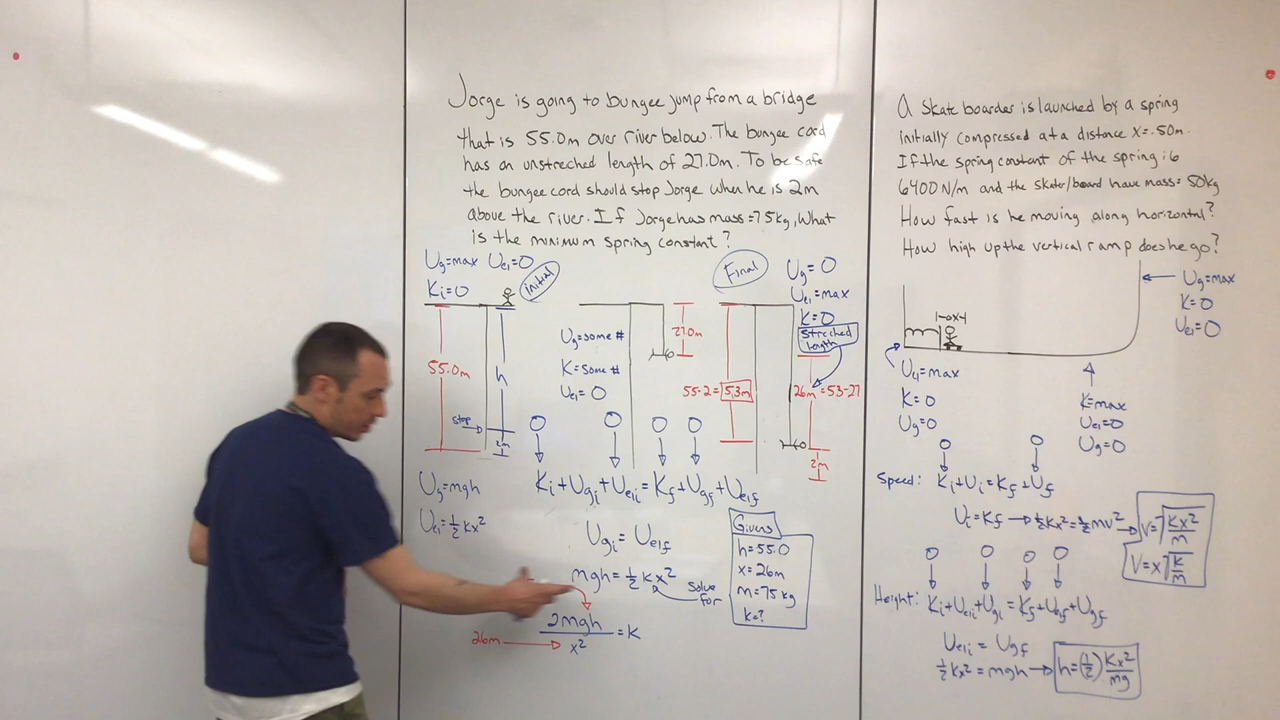 Jorge is going to bungee jump from a bridge
that is 55.0m over river below. The bungee cord
has an unstreched length of 27.0m. To be safe
the bungee cord should stop Jorge when he is 2m
above the river. If Jorge has mass=75kg, What
is the minimum spring constant?
Ug=max Uel=0
Ki=0
initial
55.0m
h
stop
2m
Ug=some #
K=some #
Uel=0
27.0m
Final
Ug=0
Uel=max
K=0
Streched
length
55-2=53m
26m=53-27
2m
Ug=mgh
Uel=½kx²
Ki+Ugi+Ueli=Kf+Ugf+Uelf
Ugi=Uelf
mgh=½kx²
Solve
for
2mgh/x²=K
26m
Givens
h=55.0
x=26m
m=75kg
k=?
A Skateboarder is launched by a spring
initially compressed at a distance x=.50m.
If the spring constant of the spring is
6400 N/m and the skater/board have mass=50kg
How fast is he moving along horizontal?
How high up the vertical ramp does he go?
Ug=max
K=0
Uel=0
Uel=max
K=0
Ug=0
K=max
Uel=0
Ug=0
Speed: Ki+Ui=Kf+Uf
Ui=Kf→½kx²=½mv²→V=√Kx²/m
V=x√K/m
Height: Ki+Ueli+Ugi=Kf+Uelf+Ugf
Ueli=Ugf
½kx²=mgh→h=(½)Kx²/mg